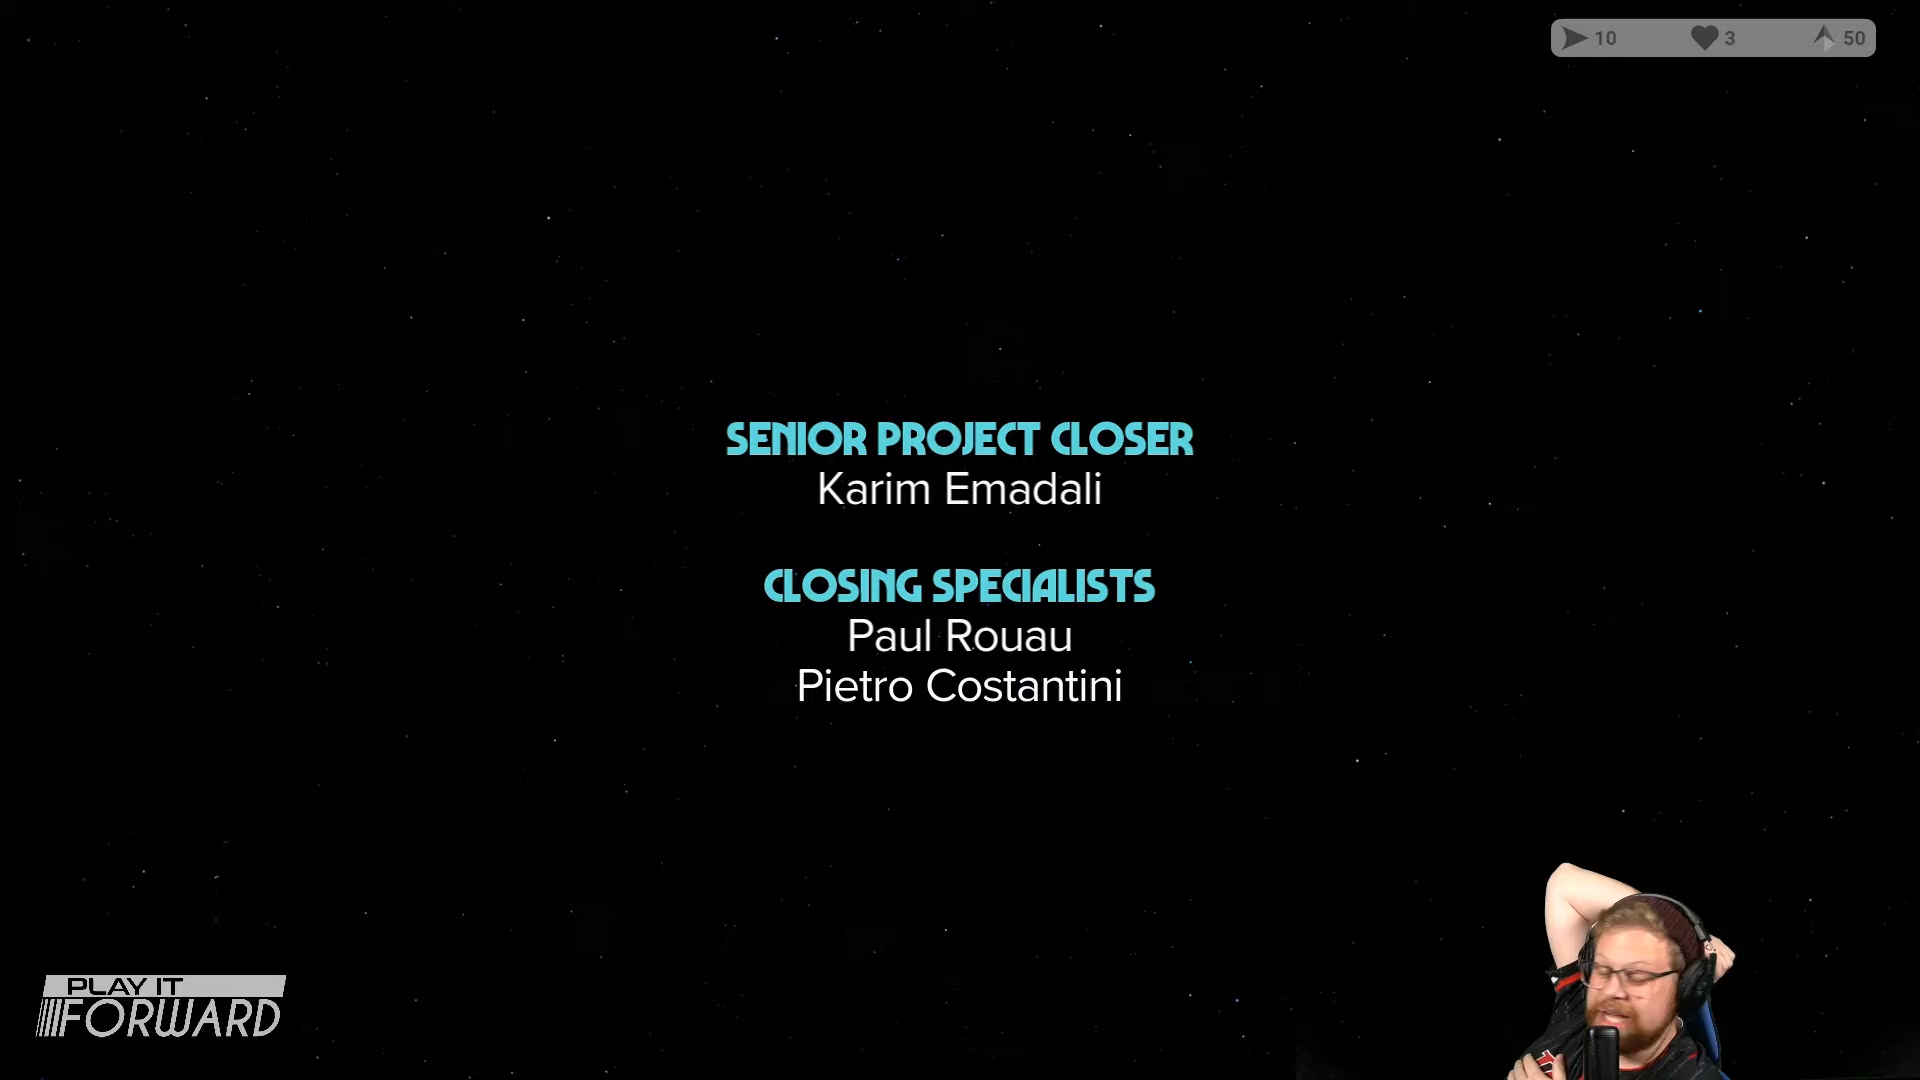 10 3 50
SENIOR PROJECT CLOSER
Karim Emadali
CLOSING SPECIALISTS
Paul Rouau
Pietro Costantini
PLAY IT
FORWARD